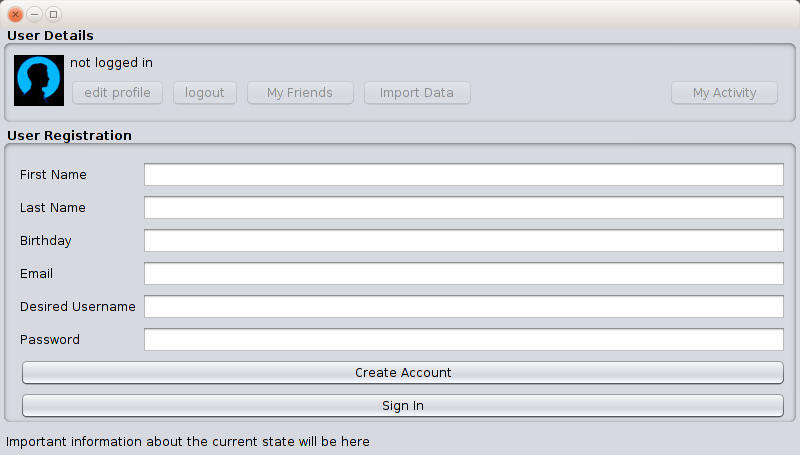 User Details
not logged in
edit profile logout My Friends Import Data My Activity
User Registration
First Name
Last Name
Birthday
Email
Desired Username
Password
Create Account
Sign In
Important information about the current state will be here